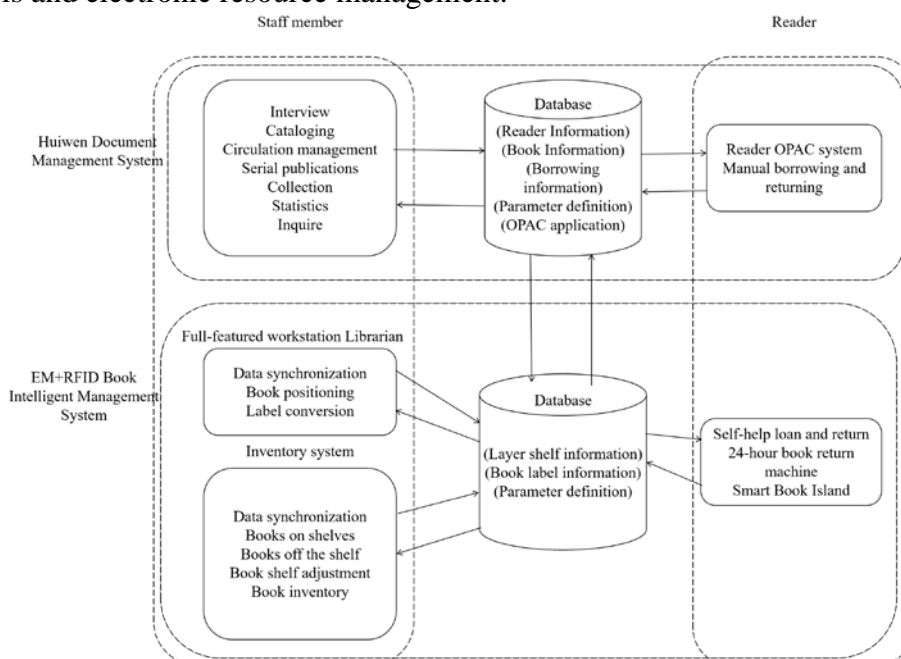 is and electronic resource management.
Staff member
Reader
Huiwen Document
Management System
Interview
Cataloging
Circulation management
Serial publications
Collection
Statistics
Inquire
Database
(Reader Information)
(Book Information)
(Borrowing
information)
(Parameter definition)
(OPAC application)
Reader OPAC system
Manual borrowing and
returning
EM+RFID Book
Intelligent Management
System
Full-featured workstation Librarian
Data synchronization
Book positioning
Label conversion
Inventory system
Data synchronization
Books on shelves
Books off the shelf
Book shelf adjustment
Book inventory
Database
(Layer shelf information)
(Book label information)
(Parameter definition)
Self-help loan and return
24-hour book return
machine
Smart Book Island